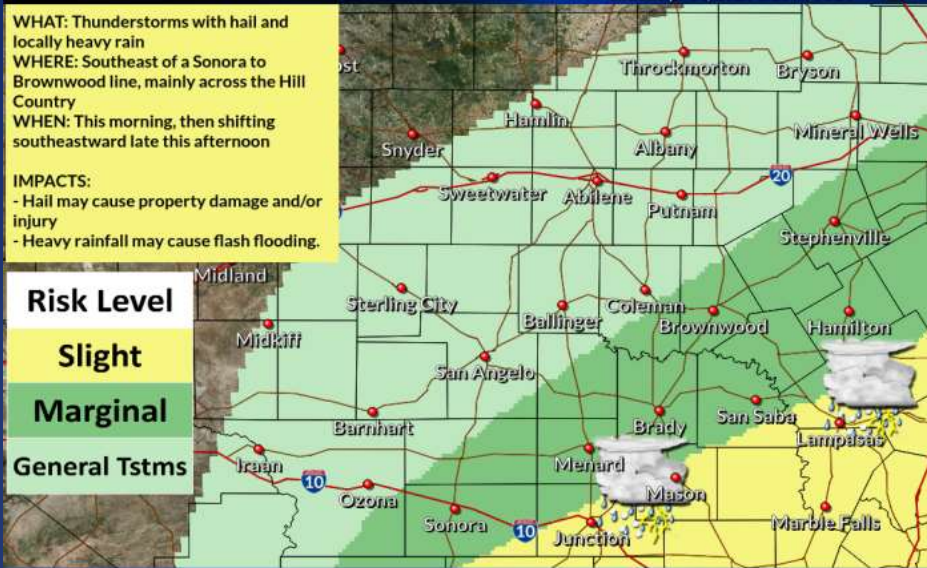 WHAT: Thunderstorms with hail and
locally heavy rain
WHERE: Southeast of a Sonora to
Brownwood line, mainly across the Hill
Country
WHEN: This morning, then shifting
southeastward late this afternoon
IMPACTS:
- Hail may cause property damage and/or
injury
- Heavy rainfall may cause flash flooding.
Risk Level
Slight
Marginal
General Tstms
Throckmorton
Bryson
Hamlin
Mineral Wells
Snyder
Albany
Sweetwater
Abilene
Putnam
20
Stephenville
Midland
Sterling City
Coleman
Ballinger
Brownwood
Hamilton
Midkiff
San Angelo
Barnhart
Brady
San Saba
Lampasas
Iraan
Menard
10
Ozona
Mason
Sonora
10
Junction
Marble Falls